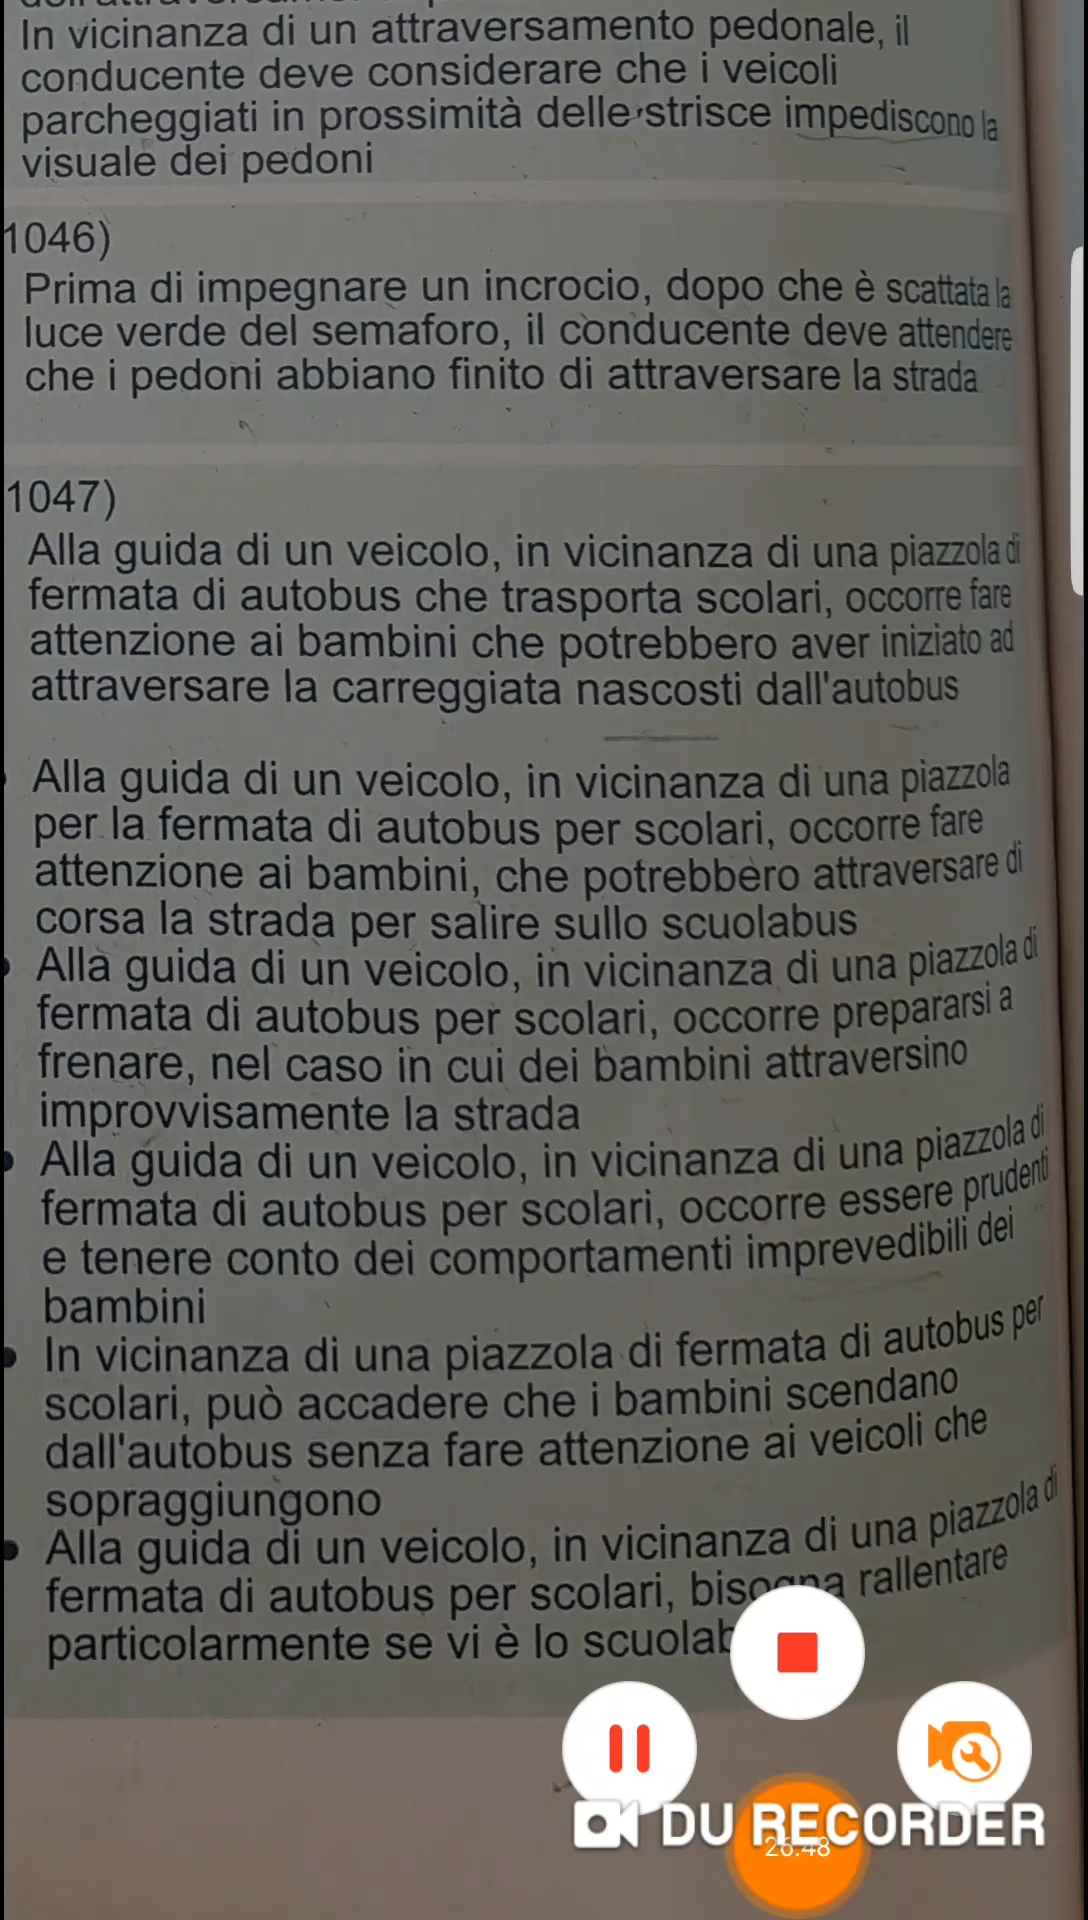 In vicinanza di un attraversamento pedonale, il
conducente deve considerare che i veicoli
parcheggiati in prossimità delle strisce impediscono la
visuale dei pedoni
1046)
Prima di impegnare un incrocio, dopo che è scattata la
luce verde del semaforo, il conducente deve attendere
che i pedoni abbiano finito di attraversare la strada
1047)
Alla guida di un veicolo, in vicinanza di una piazzola di
fermata di autobus che trasporta scolari, occorre fare
attenzione ai bambini che potrebbero aver iniziato ad
attraversare la carreggiata nascosti dall'autobus
Alla guida di un veicolo, in vicinanza di una piazzola
per la fermata di autobus per scolari, occorre fare
attenzione ai bambini, che potrebbero attraversare di
corsa la strada per salire sullo scuolabus
Alla guida di un veicolo, in vicinanza di una piazzola di
fermata di autobus per scolari, occorre prepararsi a
frenare, nel caso in cui dei bambini attraversino
improvvisamente la strada
Alla guida di un veicolo, in vicinanza di una piazzola di
fermata di autobus per scolari, occorre essere prudenti
e tenere conto dei comportamenti imprevedibili dei
bambini
In vicinanza di una piazzola di fermata di autobus per
scolari, può accadere che i bambini scendano
dall'autobus senza fare attenzione ai veicoli che
sopraggiungono
Alla guida di un veicolo, in vicinanza di una piazzola di
fermata di autobus per scolari, bisogna rallentare
particolarmente se vi è lo scuolab
DU RECORDER
26:48